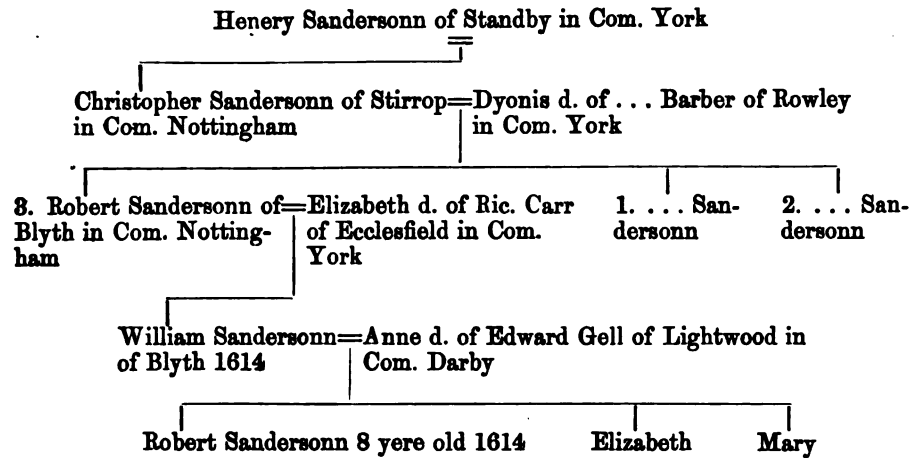 Henery Sandersonn of Standby in Com. York
Christopher Sandersonn of Stirrop=Dyonis d. of . . . Barber of Rowley
in Com. Nottingham in Com. York
3. Robert Sandersonn of=Elizabeth d. of Ric. Carr 1. . . . San- 2. . . . San-
Blyth in Com. Notting- of Ecclesfield in Com. dersonn dersonn
ham York
William Sandersonn=Anne d. of Edward Gell of Lightwood in
of Blyth 1614 Com. Darby
Robert Sandersonn 8 yere old 1614 Elizabeth Mary